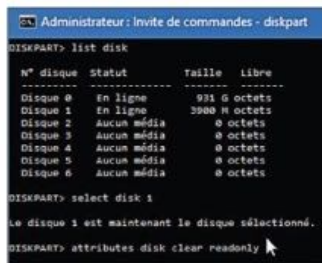 Administrateur : Invite de commandes - diskpart
DISKPART> list disk
N° disque Statut Taille Libre
--------- ------------- ------- -------
Disque 0 En ligne 931 G octets
Disque 1 En ligne 3900 M octets
Disque 2 Aucun média 0 octets
Disque 3 Aucun média 0 octets
Disque 4 Aucun média 0 octets
Disque 5 Aucun média 0 octets
Disque 6 Aucun média 0 octets
DISKPART> select disk 1
Le disque 1 est maintenant le disque sélectionné.
DISKPART> attributes disk clear readonly